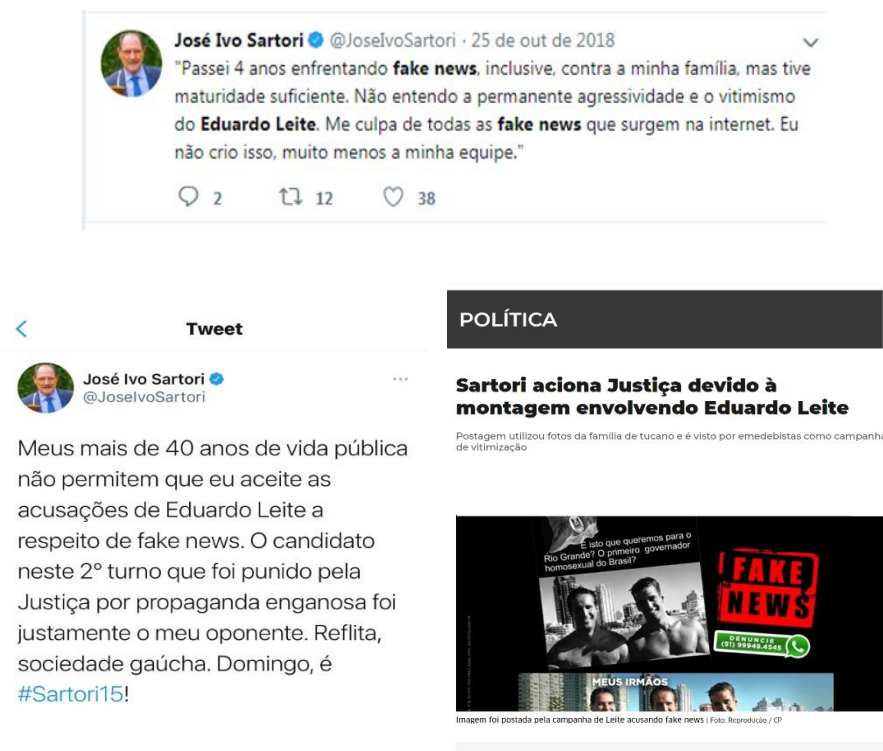 José Ivo Sartori @JoseIvoSartori · 25 de out de 2018
"Passei 4 anos enfrentando fake news, inclusive, contra a minha família, mas tive
maturidade suficiente. Não entendo a permanente agressividade e o vitimismo
do Eduardo Leite. Me culpa de todas as fake news que surgem na internet. Eu
não crio isso, muito menos a minha equipe."
2 12 38
Tweet
José Ivo Sartori
@JoseIvoSartori
Meus mais de 40 anos de vida pública
não permitem que eu aceite as
acusações de Eduardo Leite a
respeito de fake news. O candidato
neste 2º turno que foi punido pela
Justiça por propaganda enganosa foi
justamente o meu oponente. Reflita,
sociedade gaúcha. Domingo, é
#Sartori15!
POLÍTICA
Sartori aciona Justiça devido à
montagem envolvendo Eduardo Leite
Postagem utilizou fotos da família de tucano e é visto por emedebistas como campanha
de vitimização
É isto que queremos para o
Rio Grande? O primeiro governador
homosexual do Brasil?
FAKE
NEWS
DENUNCIE
(51) 99949.4545
MEUS IRMÃOS
Imagem foi postada pela campanha de Leite acusando fake news | Foto: Reprodução / CP